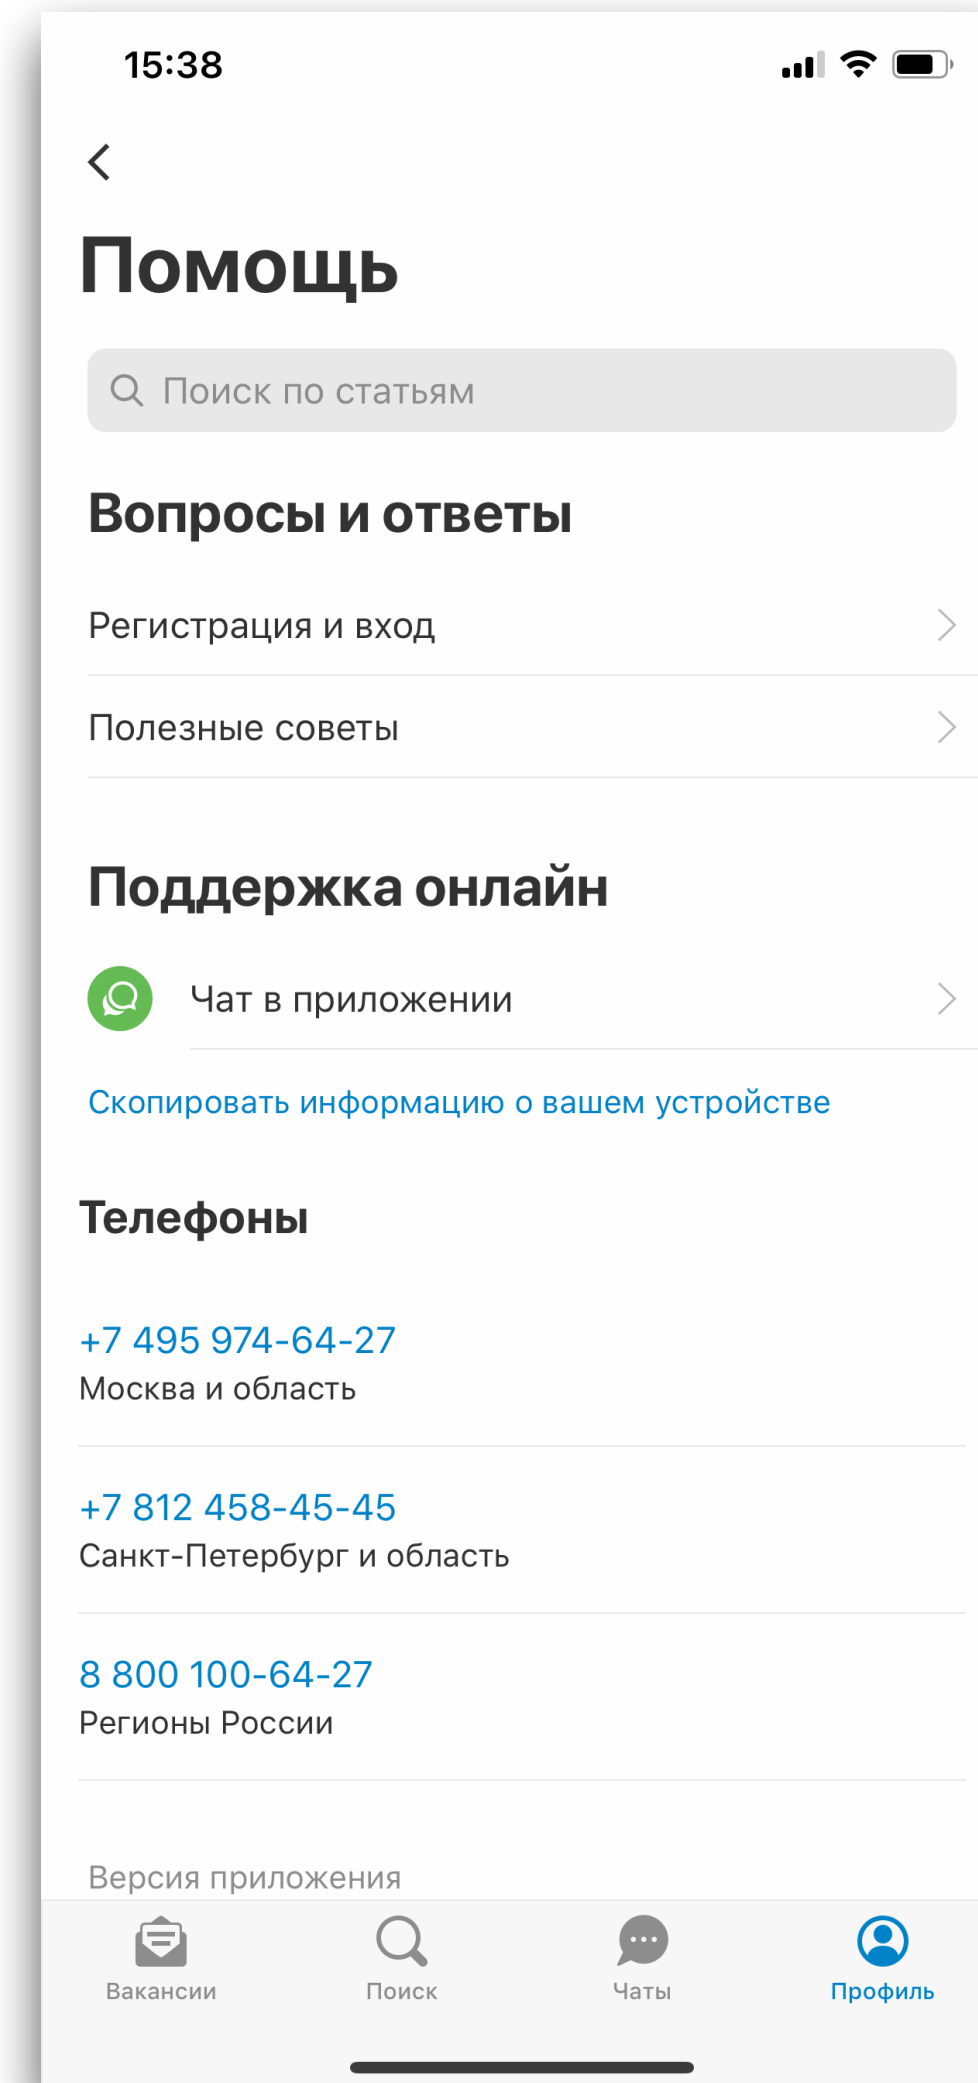 15:38
Помощь
Поиск по статьям
Вопросы и ответы
Регистрация и вход
Полезные советы
Поддержка онлайн
Чат в приложении
Скопировать информацию о вашем устройстве
Телефоны
+7 495 974-64-27
Москва и область
+7 812 458-45-45
Санкт-Петербург и область
8 800 100-64-27
Регионы России
Версия приложения
Вакансии
Поиск
Чаты
Профиль